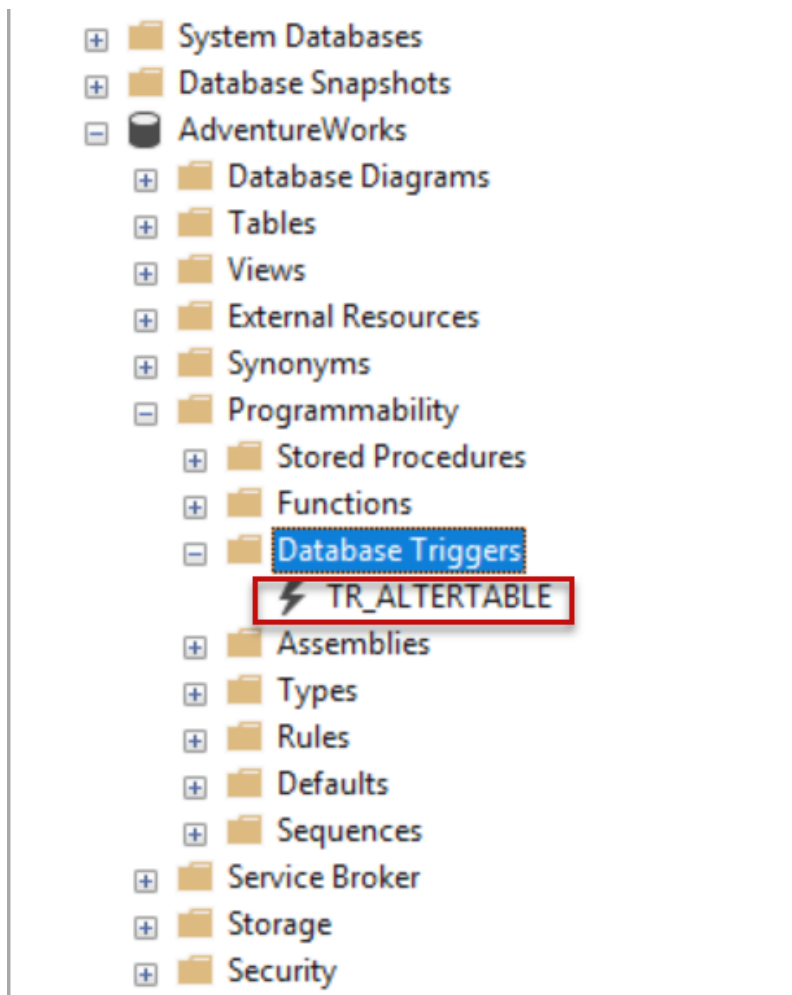 System Databases
Database Snapshots
AdventureWorks
Database Diagrams
Tables
Views
External Resources
Synonyms
Programmability
Stored Procedures
Functions
Database Triggers
TR_ALTERTABLE
Assemblies
Types
Rules
Defaults
Sequences
Service Broker
Storage
Security